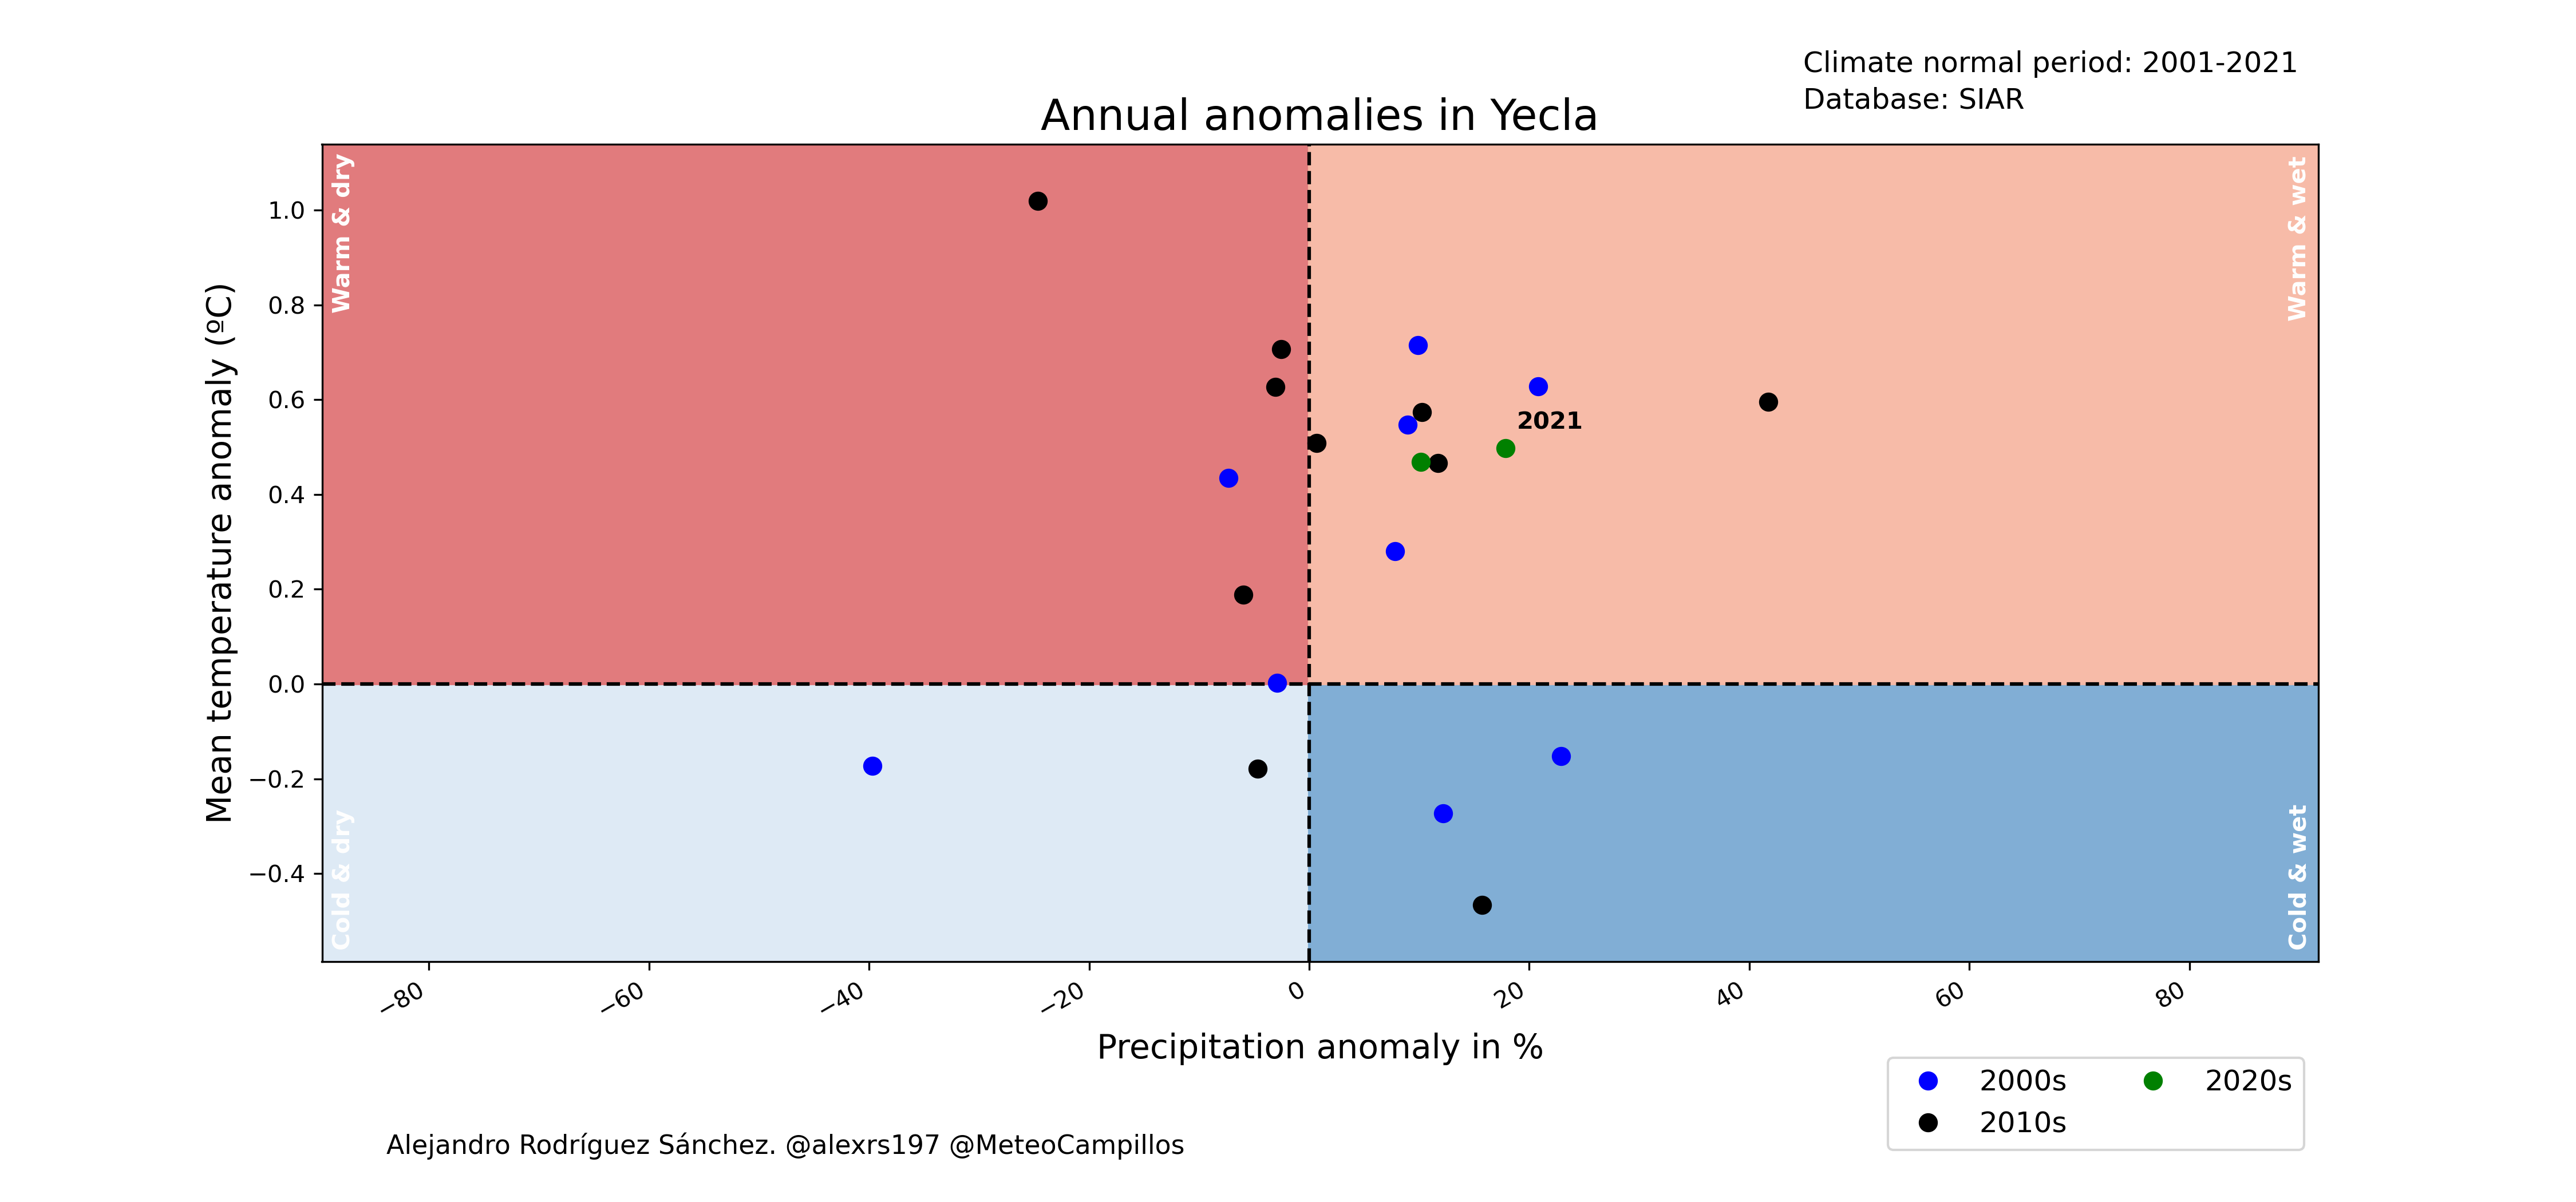 Climate normal period: 2001-2021
Database: SIAR
Annual anomalies in Yecla
Warm & dry
Warm & wet
Mean temperature anomaly (ºC)
1.0
0.8
0.6
0.4
0.2
0.0
−0.2
−0.4
2021
Cold & dry
Cold & wet
−80
−60
−40
−20
0
20
40
60
80
Precipitation anomaly in %
2000s
2020s
2010s
Alejandro Rodríguez Sánchez. @alexrs197 @MeteoCampillos